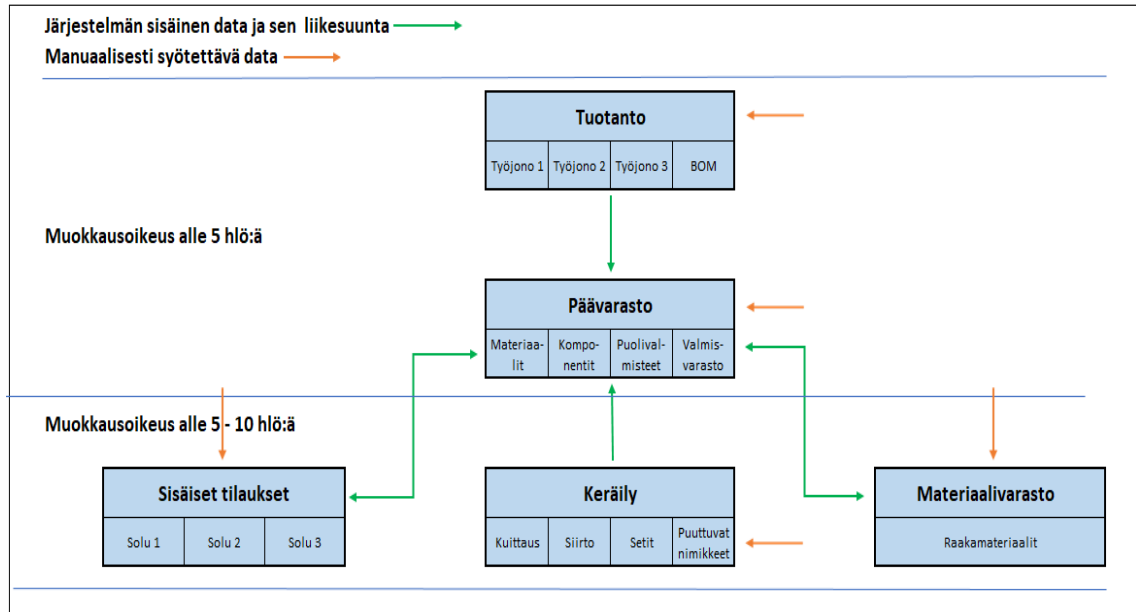 Järjestelmän sisäinen data ja sen liikesuunta
Manuaalisesti syötettävä data
Tuotanto
Työjono 1 Työjono 2 Työjono 3 BOM
Muokkausoikeus alle 5 hlö:ä
Päävarasto
Materiaa-
lit
Kompo-
nentit
Puolival-
misteet
Valmis-
varasto
Muokkausoikeus alle 5 - 10 hlö:ä
Sisäiset tilaukset
Solu 1 Solu 2 Solu 3
Keräily
Kuittaus Siirto Setit
Puuttuvat
nimikkeet
Materiaalivarasto
Raakamateriaalit